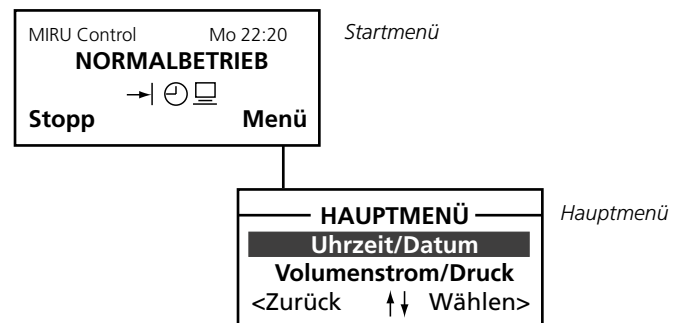 MIRU Control Mo 22:20
Startmenü
NORMALBETRIEB
Stopp Menü
HAUPTMENÜ
Hauptmenü
Uhrzeit/Datum
Volumenstrom/Druck
<Zurück Wählen>